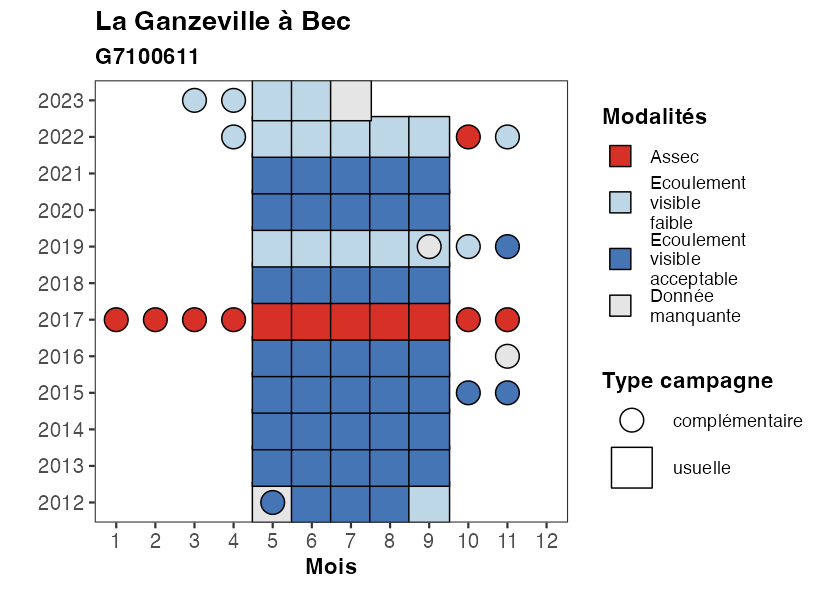 La Ganzeville à Bec
G7100611
2023
2022
2021
2020
2019
2018
2017
2016
2015
2014
2013
2012
1 2 3 4 5 6 7 8 9 10 11 12
Mois
Modalités
Assec
Ecoulement
visible
faible
Ecoulement
visible
acceptable
Donnée
manquante
Type campagne
complémentaire
usuelle